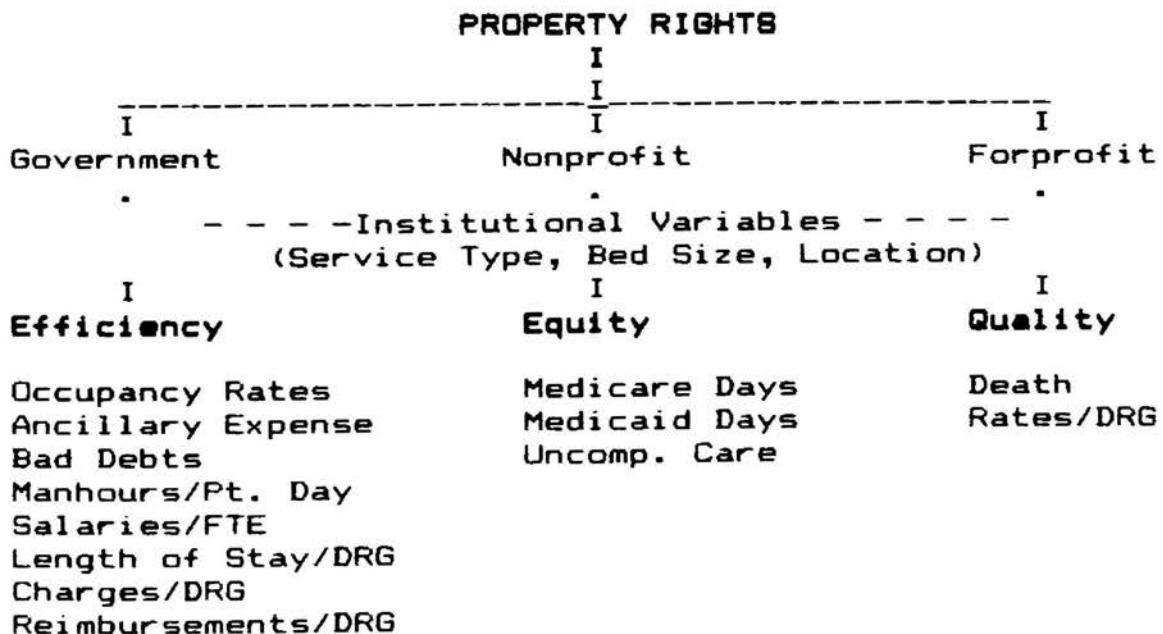 PROPERTY RIGHTS
I
I
I I I
Government Nonprofit Forprofit
. . .
- - - -Institutional Variables - - - -
(Service Type, Bed Size, Location)
I I I
Efficiency Equity Quality
Occupancy Rates Medicare Days Death
Ancillary Expense Medicaid Days Rates/DRG
Bad Debts Uncomp. Care
Manhours/Pt. Day
Salaries/FTE
Length of Stay/DRG
Charges/DRG
Reimbursements/DRG